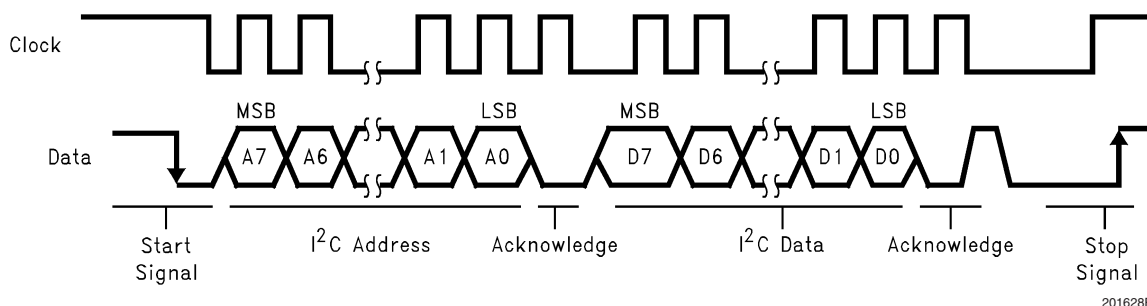 Clock
MSB LSB MSB LSB
Data A7 A6 A1 A0 D7 D6 D1 D0
Start Signal
I²C Address
Acknowledge
I²C Data
Acknowledge
Stop Signal